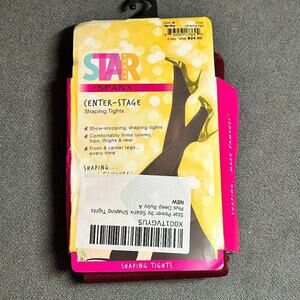 STAR
SPANX
CENTER-STAGE
Shaping Tights
Show-stopping, shaping tights
Comfortably firms tummy,
hips, thighs & rear
Front & center legs...
every time
SHAPING
X001TVGYUS
Star Power by Spanx Shaping Tights
Plus Deep Ruby A
NEW
SHAPING TIGHTS
$24.00